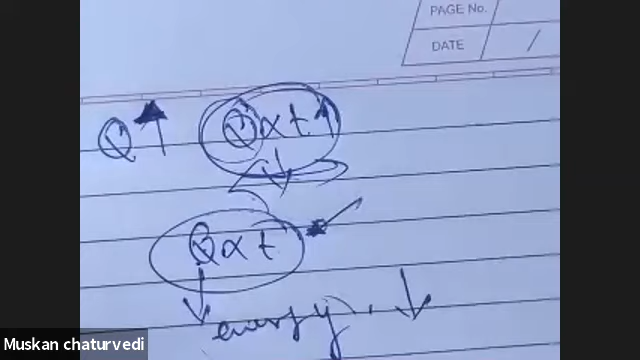 PAGE No.
DATE /
Q↑ Q∝t↑
Q∝t
energy. ↓
Muskan chaturvedi